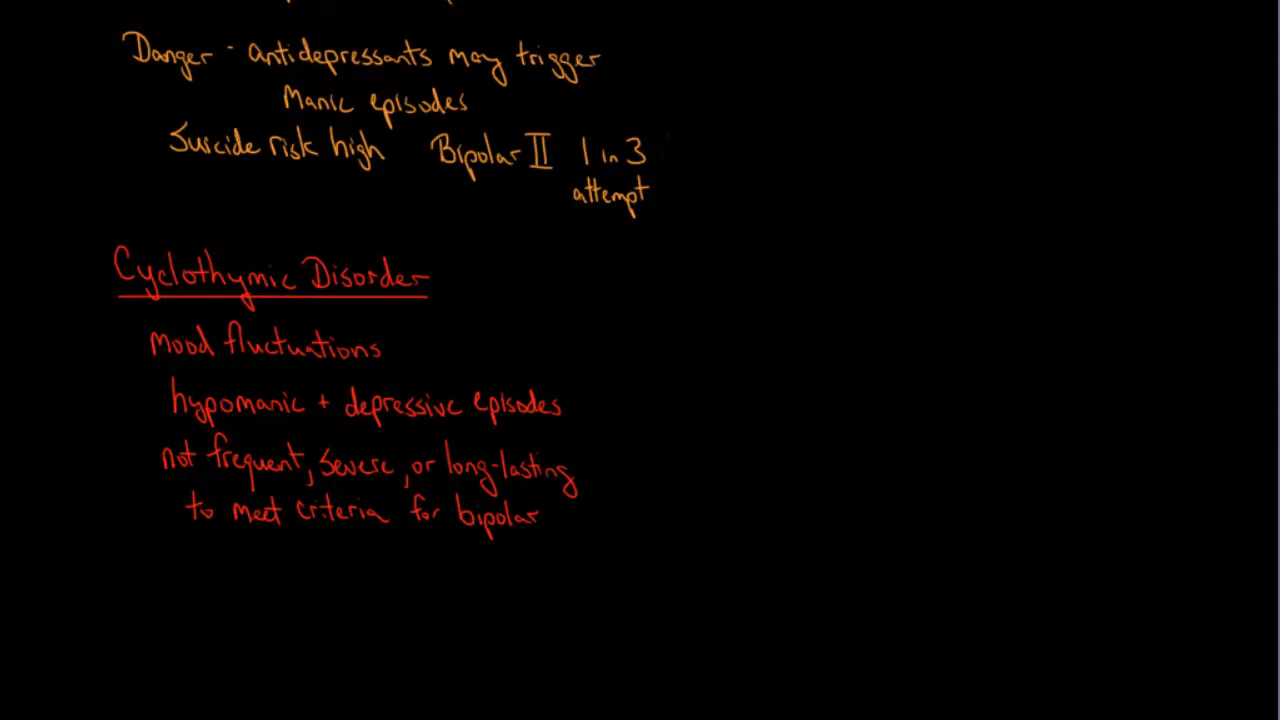 Danger - antidepressants may trigger
Manic episodes
Suicide risk high Bipolar II 1 in 3
attempt
Cyclothymic Disorder
Mood fluctuations
hypomanic + depressive episodes
not frequent, severe, or long-lasting
to meet criteria for bipolar